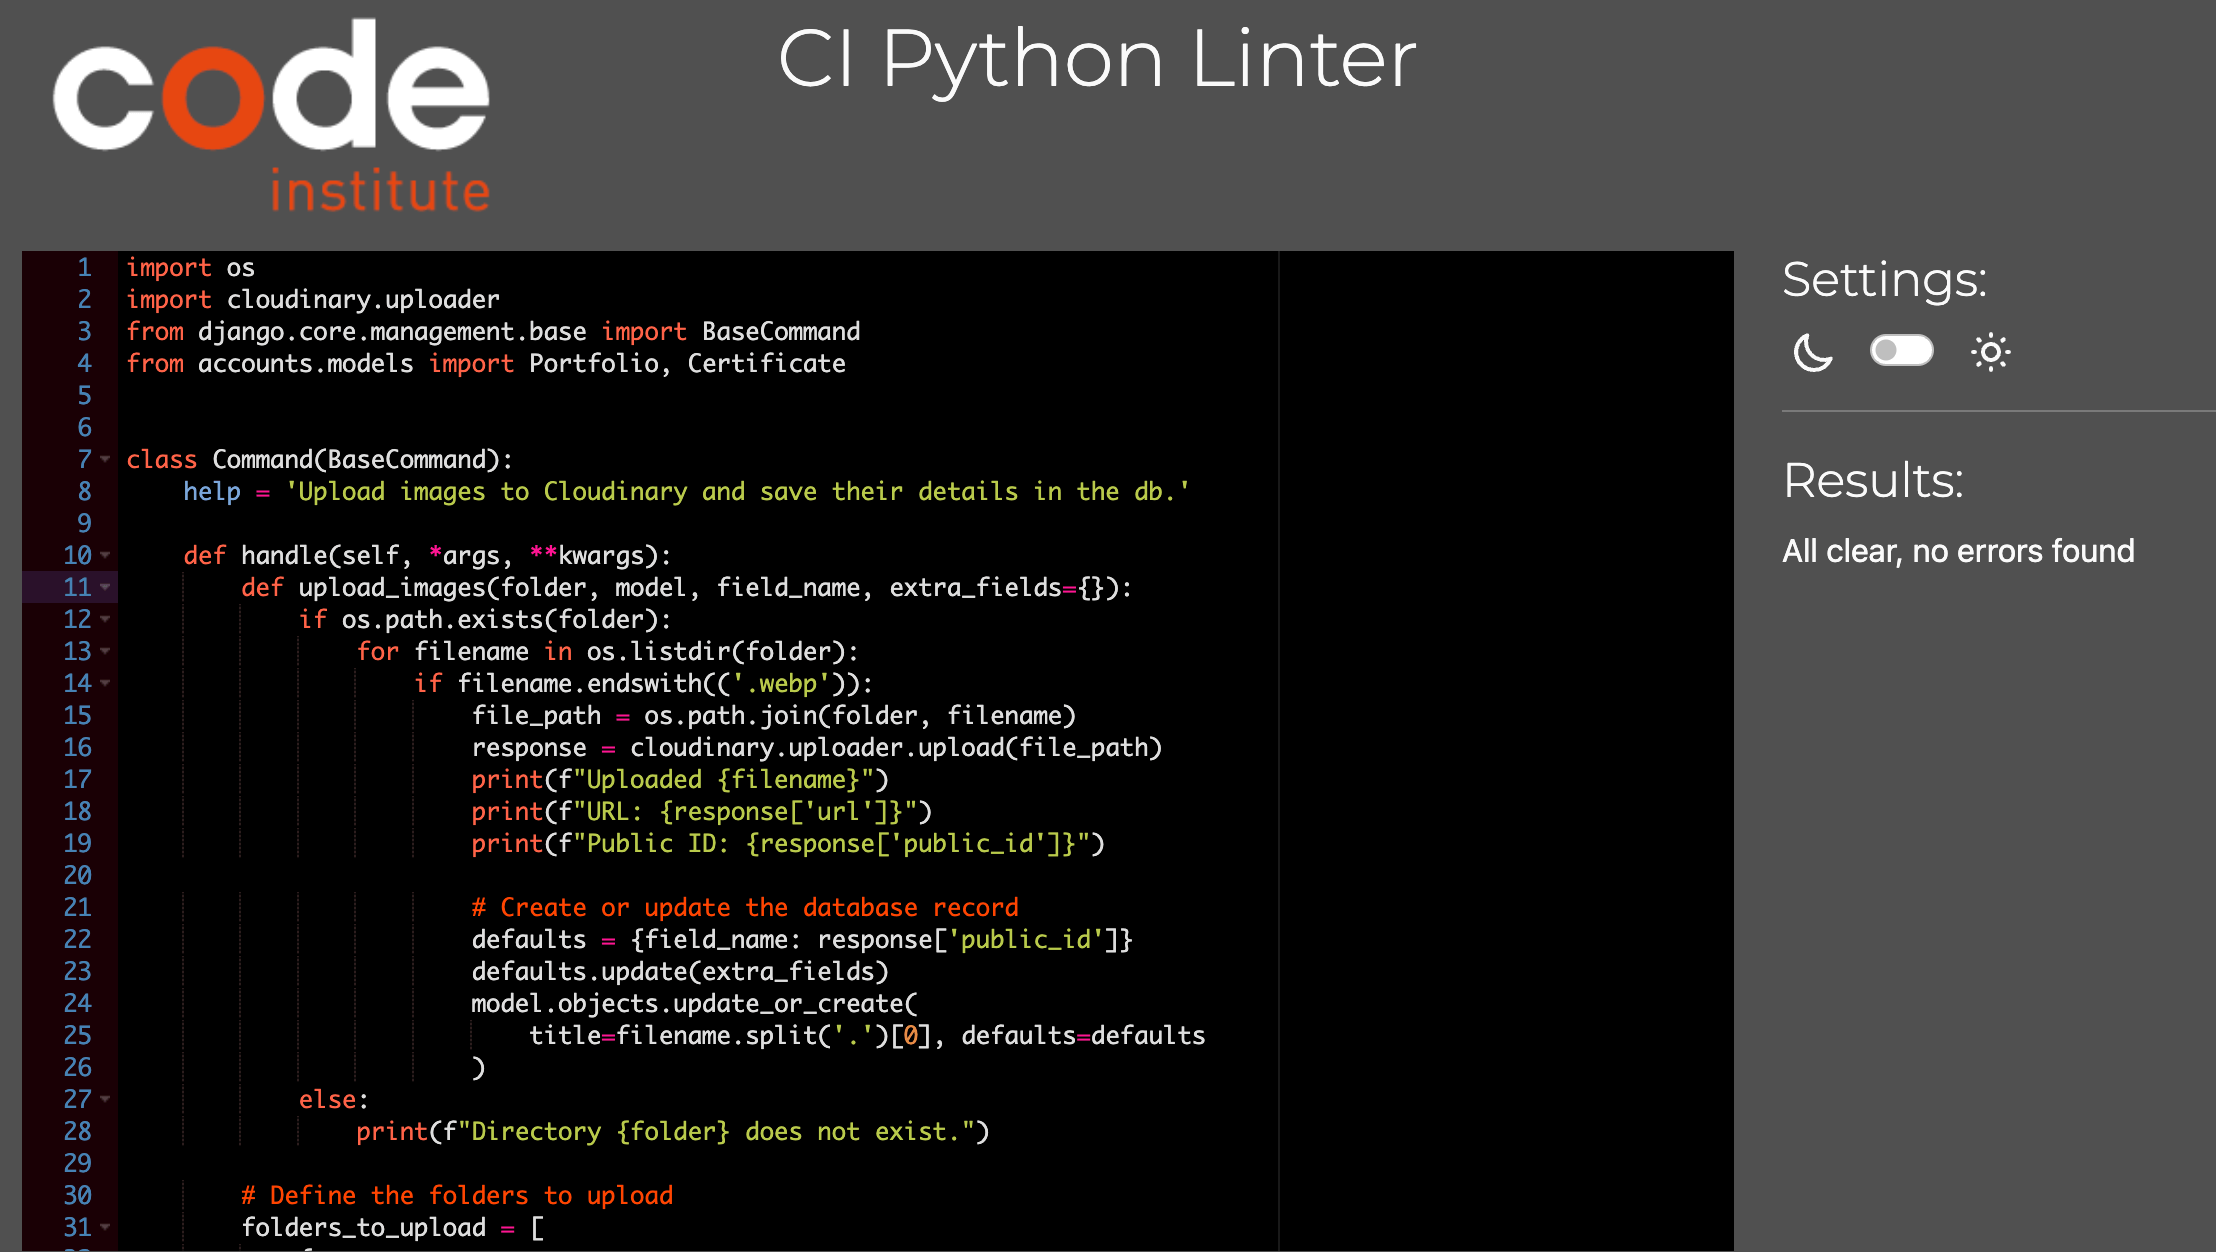 code
institute
CI Python Linter
1 import os
2 import cloudinary.uploader
3 from django.core.management.base import BaseCommand
4 from accounts.models import Portfolio, Certificate
5
6
7 class Command(BaseCommand):
8     help = 'Upload images to Cloudinary and save their details in the db.'
9
10     def handle(self, *args, **kwargs):
11         def upload_images(folder, model, field_name, extra_fields={}):
12             if os.path.exists(folder):
13                 for filename in os.listdir(folder):
14                     if filename.endswith(('.webp')):
15                         file_path = os.path.join(folder, filename)
16                         response = cloudinary.uploader.upload(file_path)
17                         print(f"Uploaded {filename}")
18                         print(f"URL: {response['url']}")
19                         print(f"Public ID: {response['public_id']}")
20
21                         # Create or update the database record
22                         defaults = {field_name: response['public_id']}
23                         defaults.update(extra_fields)
24                         model.objects.update_or_create(
25                             title=filename.split('.')[0], defaults=defaults
26                         )
27             else:
28                 print(f"Directory {folder} does not exist.")
29
30         # Define the folders to upload
31         folders_to_upload = [
Settings:
Results:
All clear, no errors found